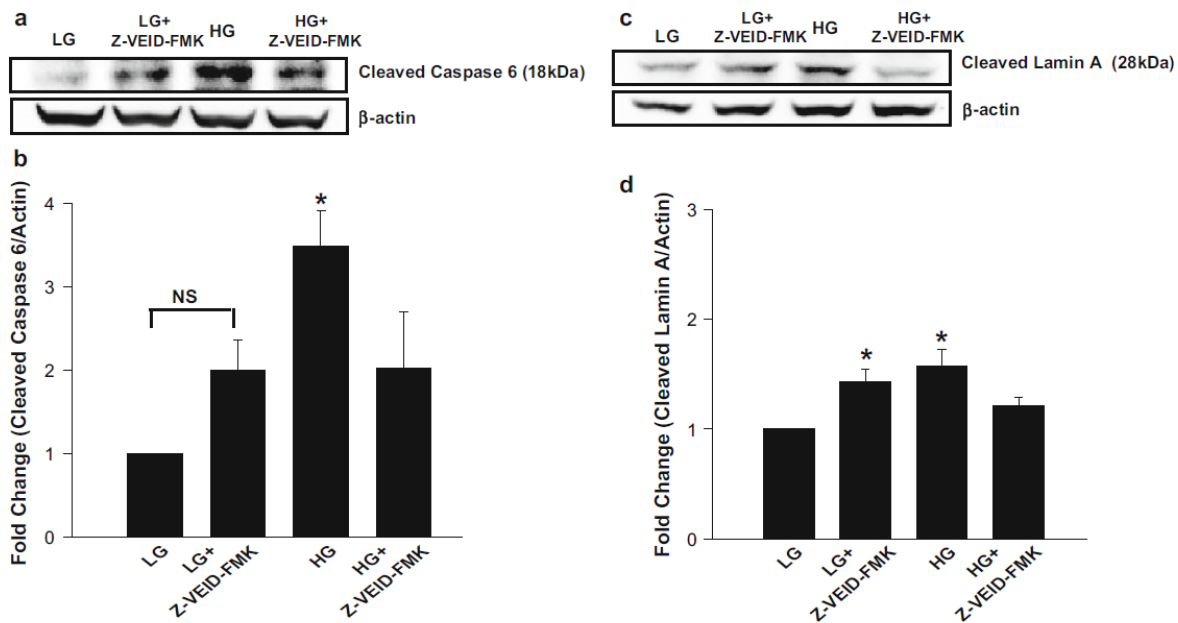 a
LG
LG+
Z-VEID-FMK
HG
HG+
Z-VEID-FMK
Cleaved Caspase 6 (18kDa)
β-actin
b
Fold Change (Cleaved Caspase 6/Actin)
4
3
2
1
0
NS
*
LG
LG+
Z-VEID-FMK
HG
HG+
Z-VEID-FMK
c
LG
LG+
Z-VEID-FMK
HG
HG+
Z-VEID-FMK
Cleaved Lamin A (28kDa)
β-actin
d
Fold Change (Cleaved Lamin A/Actin)
3
2
1
0
*
*
LG
LG+
Z-VEID-FMK
HG
HG+
Z-VEID-FMK